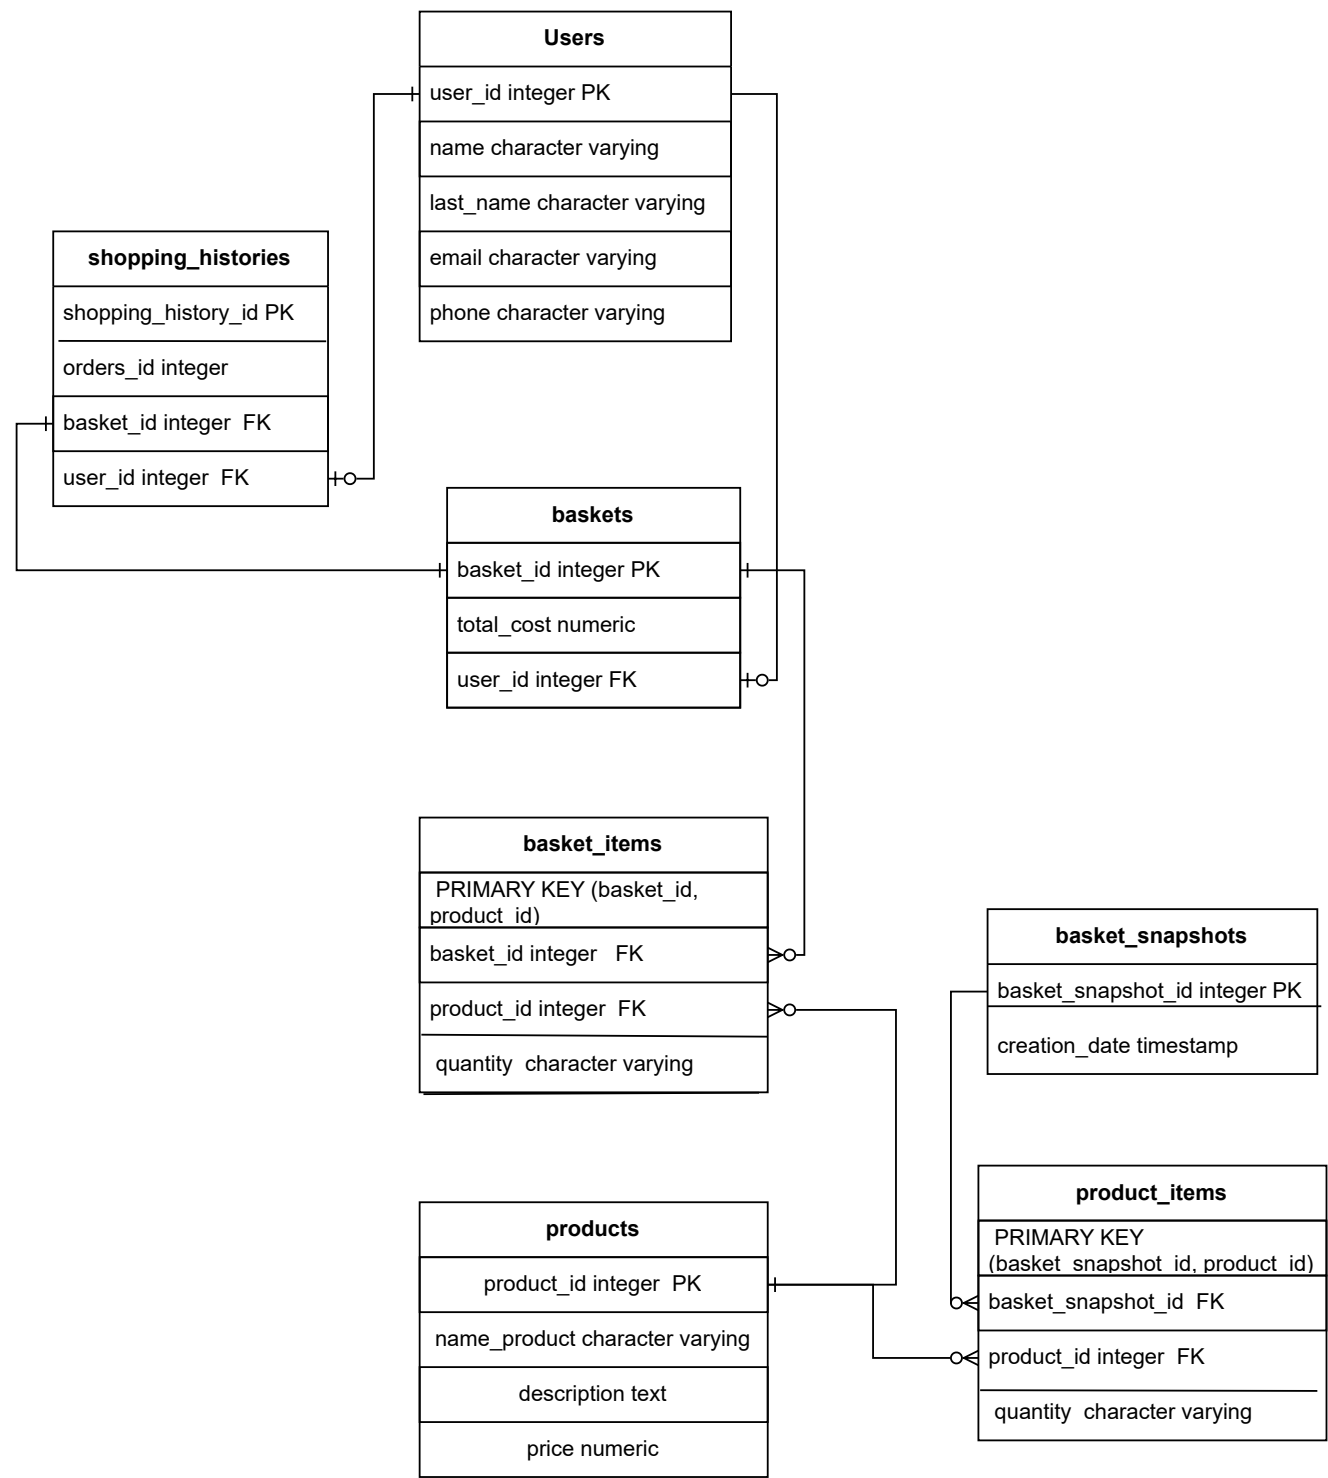 Users
user_id integer PK
name character varying
last_name character varying
email character varying
phone character varying
shopping_histories
shopping_history_id PK
orders_id integer
basket_id integer  FK
user_id integer  FK
baskets
basket_id integer PK
total_cost numeric
user_id integer FK
basket_items
PRIMARY KEY (basket_id,
product_id)
basket_id integer   FK
product_id integer  FK
quantity  character varying
basket_snapshots
basket_snapshot_id integer PK
creation_date timestamp
products
product_id integer  PK
name_product character varying
description text
price numeric
product_items
PRIMARY KEY
(basket_snapshot_id, product_id)
basket_snapshot_id  FK
product_id integer  FK
quantity  character varying